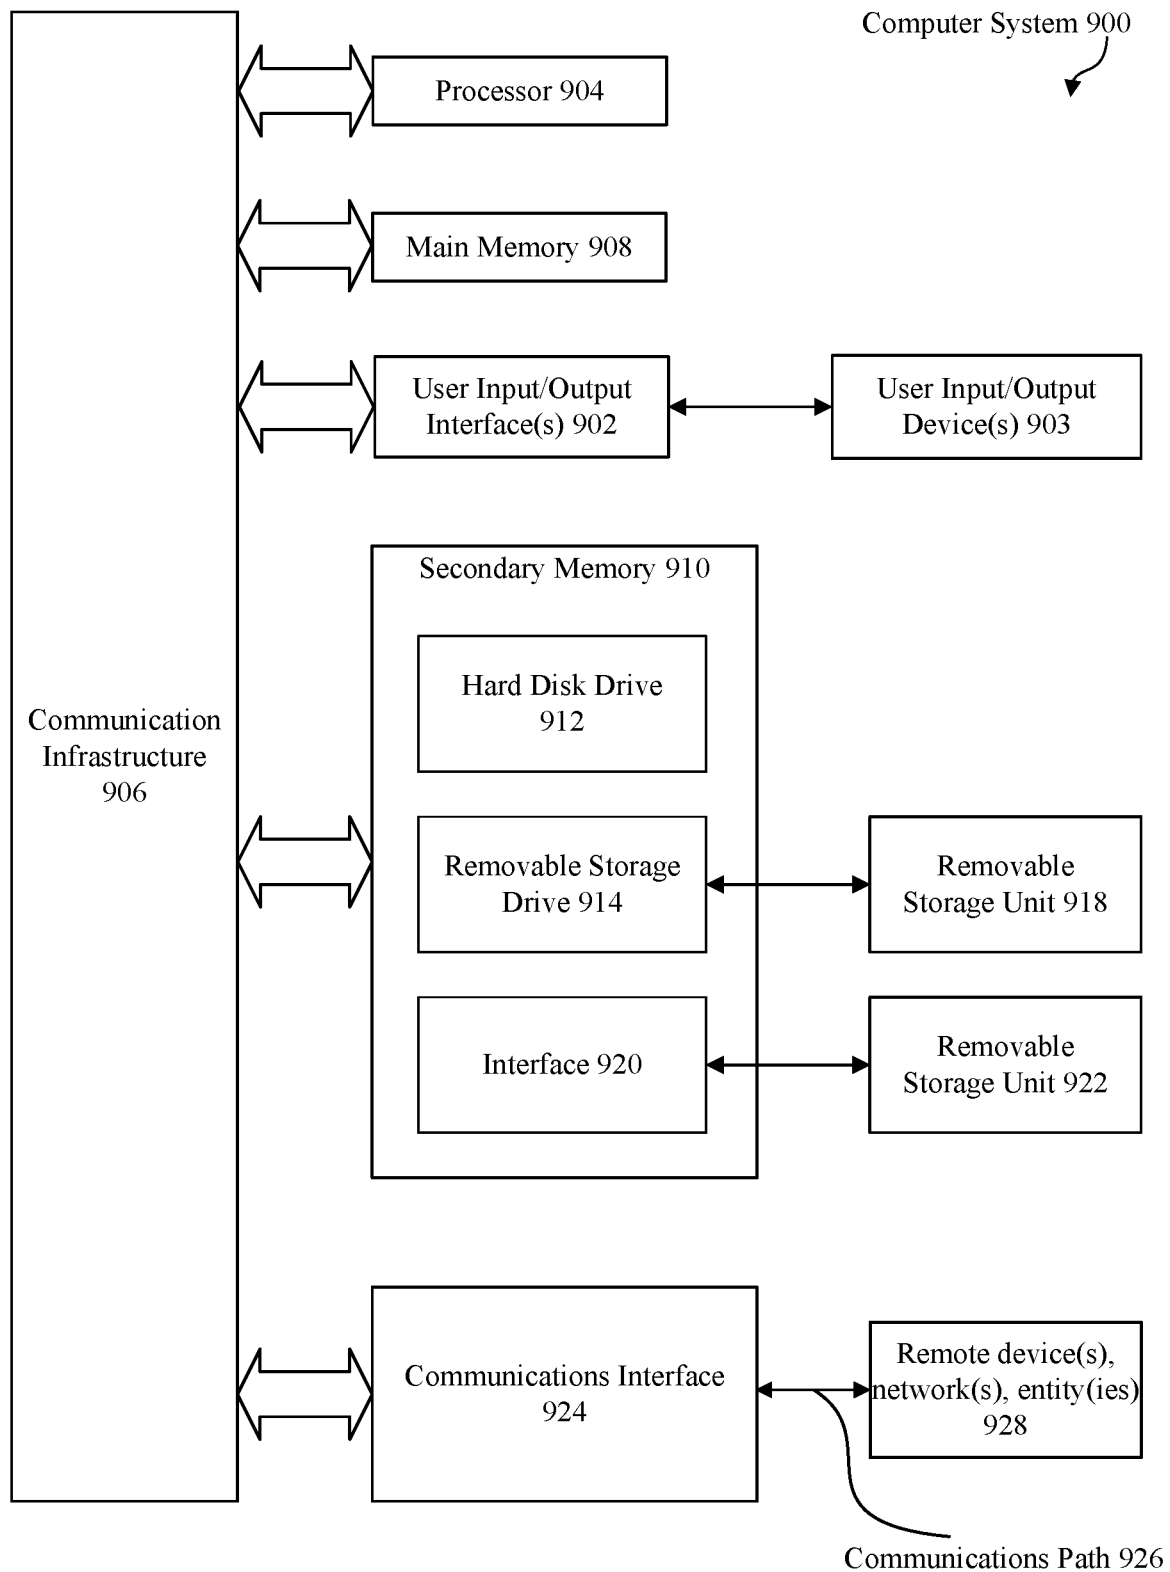 Computer System 900
Processor 904
Main Memory 908
User Input/Output
Interface(s) 902
User Input/Output
Device(s) 903
Secondary Memory 910
Hard Disk Drive
912
Communication
Infrastructure
906
Removable Storage
Drive 914
Removable
Storage Unit 918
Interface 920
Removable
Storage Unit 922
Communications Interface
924
Remote device(s),
network(s), entity(ies)
928
Communications Path 926